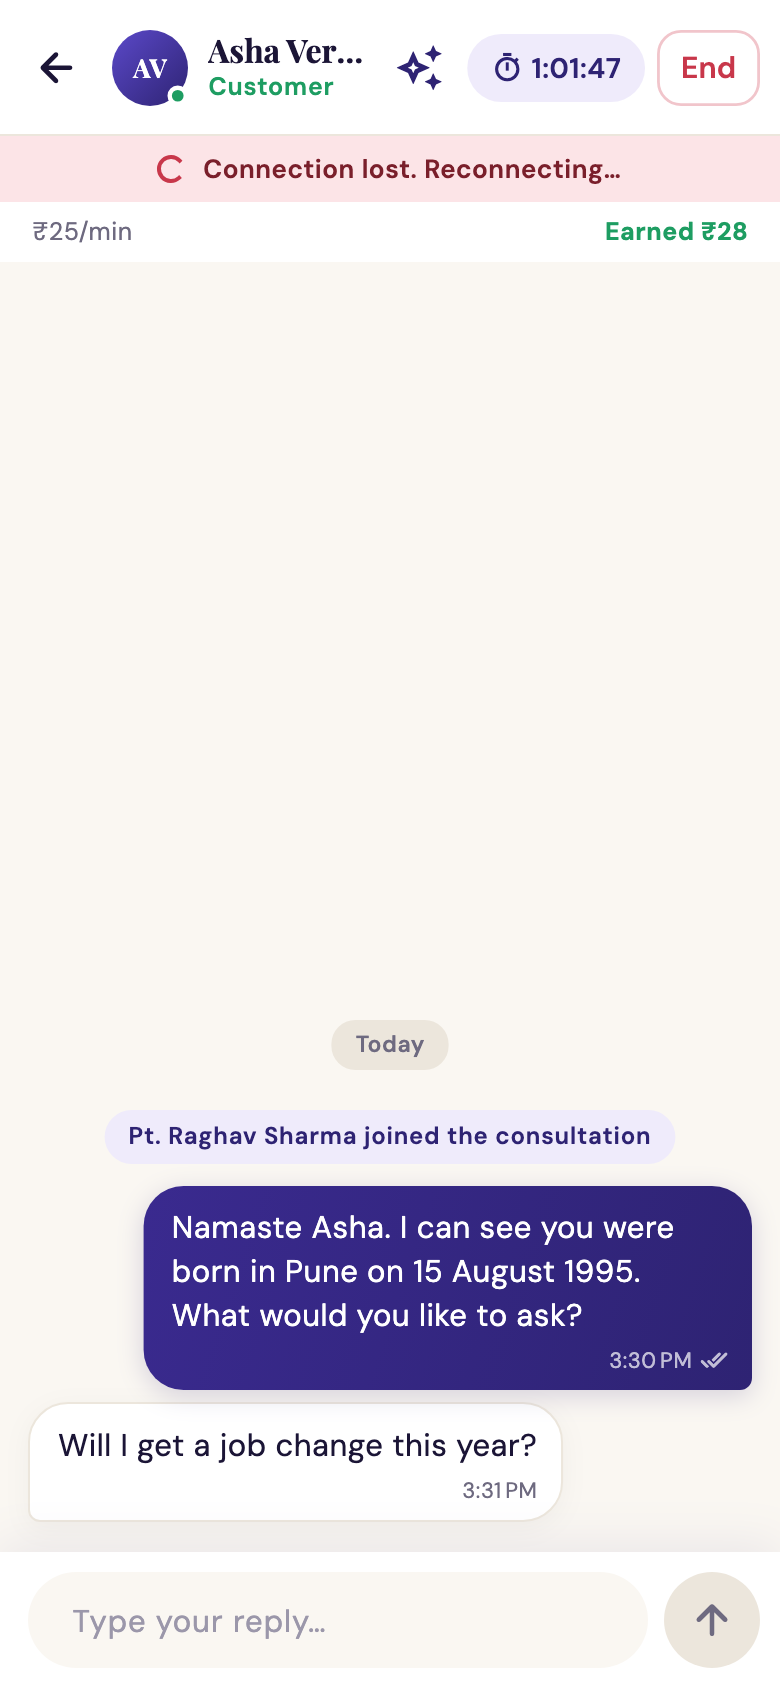 AV
Asha Ver...
Customer
1:01:47
End
Connection lost. Reconnecting...
₹25/min
Earned ₹28
Today
Pt. Raghav Sharma joined the consultation
Namaste Asha. I can see you were
born in Pune on 15 August 1995.
What would you like to ask?
3:30 PM
Will I get a job change this year?
3:31 PM
Type your reply...